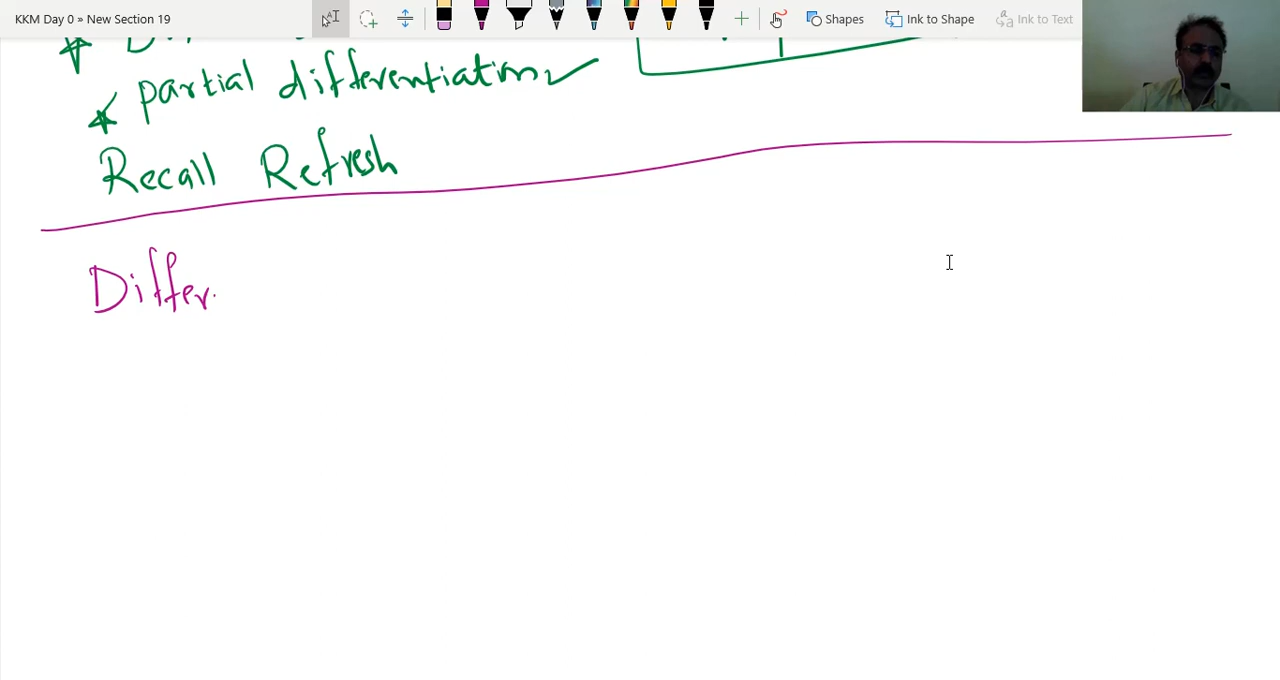 KKM Day 0 » New Section 19 Shapes Ink to Shape Ink to Text
partial differentiation
Recall Refresh
Differ